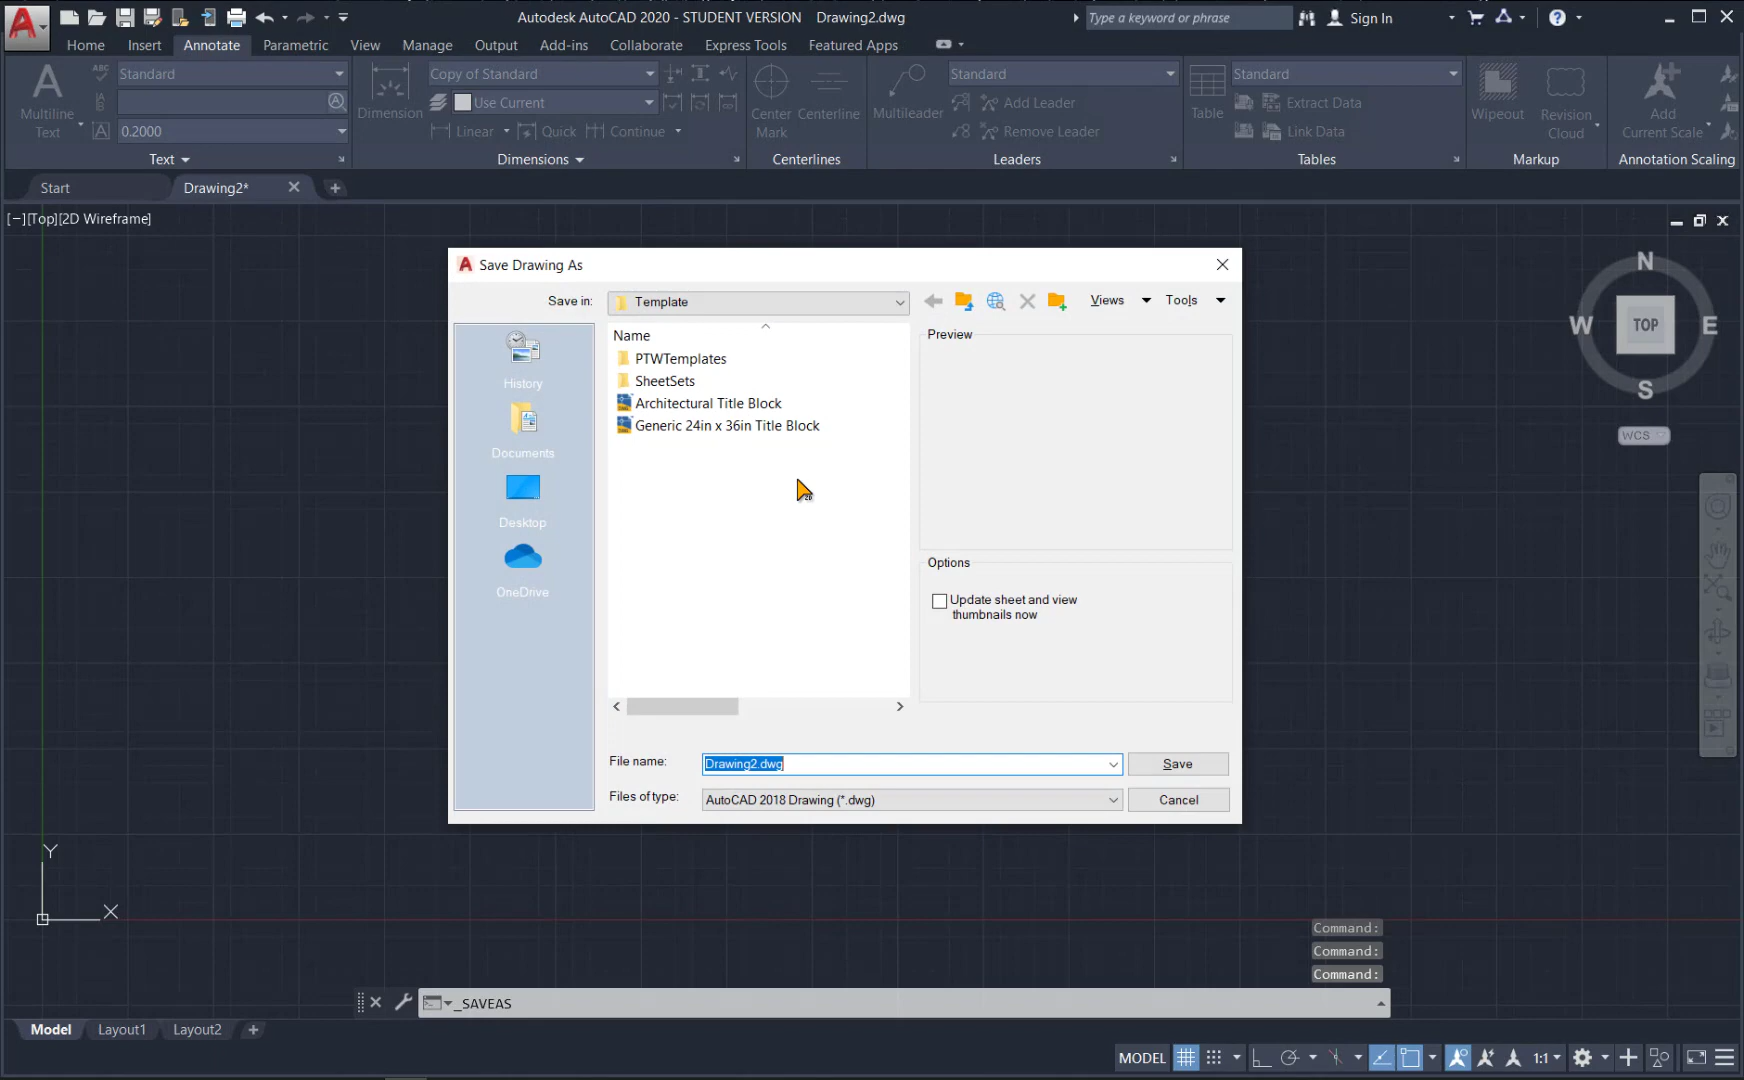 Autodesk AutoCAD 2020 - STUDENT VERSION Drawing2.dwg
Type a keyword or phrase
Sign In
Home Insert Annotate Parametric View Manage Output Add-ins Collaborate Express Tools Featured Apps
Multiline
Text
Standard
0.2000
Text
Dimension
Copy of Standard
Use Current
Linear Quick Continue
Dimensions
Center
Mark
Centerline
Centerlines
Multileader
Standard
Add Leader
Remove Leader
Leaders
Table
Standard
Extract Data
Link Data
Tables
Wipeout
Revision
Cloud
Markup
Add
Current Scale
Annotation Scaling
Start Drawing2*
[−][Top][2D Wireframe]
N
W TOP E
S
WCS
Save Drawing As
Save in: Template
Views Tools
History
Documents
Desktop
OneDrive
Name
PTWTemplates
SheetSets
Architectural Title Block
Generic 24in x 36in Title Block
Preview
Options
Update sheet and view
thumbnails now
File name: Drawing2.dwg Save
Files of type: AutoCAD 2018 Drawing (*.dwg) Cancel
Y
X
Command:
Command:
Command:
_SAVEAS
Model Layout1 Layout2
MODEL 1:1